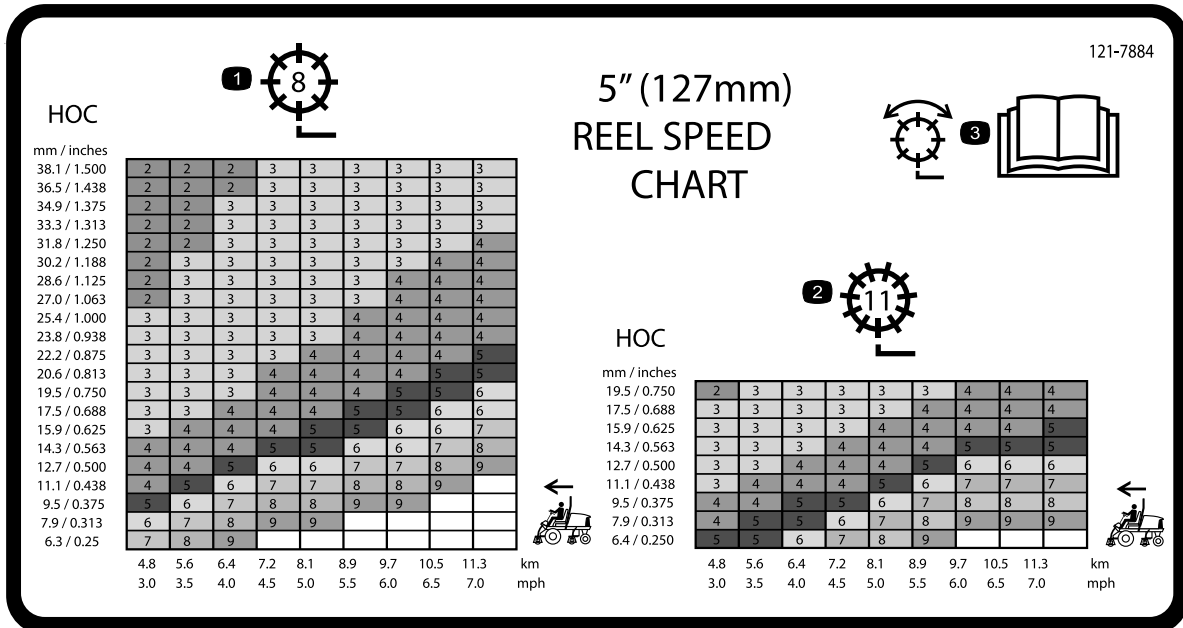 121-7884
1
8
5” (127mm)
REEL SPEED
CHART
3
HOC
mm / inches
38.1 / 1.500 2 2 2 3 3 3 3 3 3
36.5 / 1.438 2 2 2 3 3 3 3 3 3
34.9 / 1.375 2 2 3 3 3 3 3 3 3
33.3 / 1.313 2 2 3 3 3 3 3 3 3
31.8 / 1.250 2 2 3 3 3 3 3 3 4
30.2 / 1.188 2 3 3 3 3 3 3 4 4
28.6 / 1.125 2 3 3 3 3 3 4 4 4
27.0 / 1.063 2 3 3 3 3 3 4 4 4
25.4 / 1.000 3 3 3 3 3 4 4 4 4
23.8 / 0.938 3 3 3 3 3 4 4 4 4
22.2 / 0.875 3 3 3 3 4 4 4 4 5
20.6 / 0.813 3 3 3 4 4 4 4 5 5
19.5 / 0.750 3 3 3 4 4 4 5 5 6
17.5 / 0.688 3 3 4 4 4 5 5 6 6
15.9 / 0.625 3 4 4 4 5 5 6 6 7
14.3 / 0.563 4 4 4 5 5 6 6 7 8
12.7 / 0.500 4 4 5 6 6 7 7 8 9
11.1 / 0.438 4 5 6 7 7 8 8 9
9.5 / 0.375 5 6 7 8 8 9 9
7.9 / 0.313 6 7 8 9 9
6.3 / 0.25 7 8 9
4.8 5.6 6.4 7.2 8.1 8.9 9.7 10.5 11.3 km
3.0 3.5 4.0 4.5 5.0 5.5 6.0 6.5 7.0 mph
2
11
HOC
mm / inches
19.5 / 0.750 2 3 3 3 3 3 4 4 4
17.5 / 0.688 3 3 3 3 3 4 4 4 4
15.9 / 0.625 3 3 3 3 4 4 4 4 5
14.3 / 0.563 3 3 3 4 4 4 5 5 5
12.7 / 0.500 3 3 4 4 4 5 6 6 6
11.1 / 0.438 3 4 4 4 5 6 7 7 7
9.5 / 0.375 4 4 5 5 6 7 8 8 8
7.9 / 0.313 4 5 5 6 7 8 9 9 9
6.4 / 0.250 5 5 6 7 8 9
4.8 5.6 6.4 7.2 8.1 8.9 9.7 10.5 11.3 km
3.0 3.5 4.0 4.5 5.0 5.5 6.0 6.5 7.0 mph